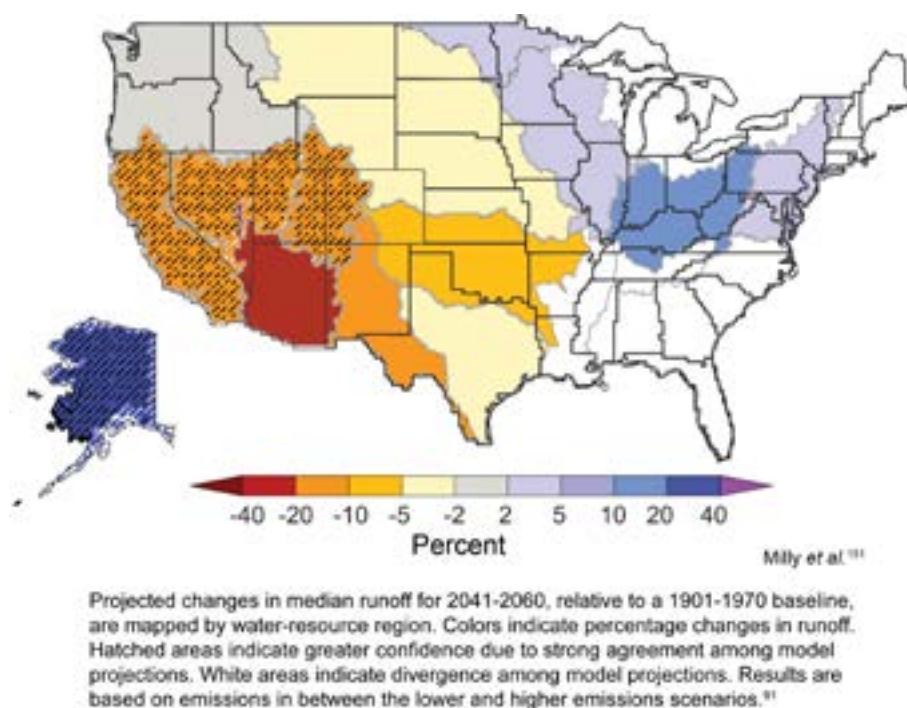 -40 -20 -10 -5 -2 2 5 10 20 40
Percent
Milly et al.¹⁵¹
Projected changes in median runoff for 2041-2060, relative to a 1901-1970 baseline,
are mapped by water-resource region. Colors indicate percentage changes in runoff.
Hatched areas indicate greater confidence due to strong agreement among model
projections. White areas indicate divergence among model projections. Results are
based on emissions in between the lower and higher emissions scenarios.⁹¹